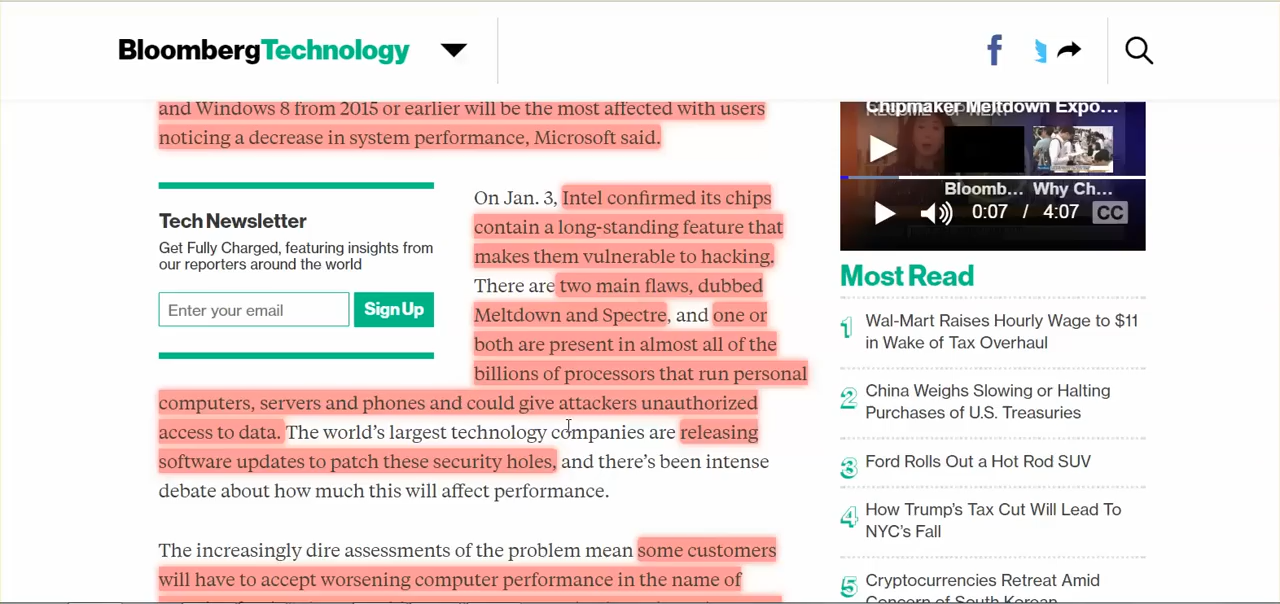 BloombergTechnology
and Windows 8 from 2015 or earlier will be the most affected with users
noticing a decrease in system performance, Microsoft said.
Tech Newsletter
Get Fully Charged, featuring insights from
our reporters around the world
Enter your email
Sign Up
On Jan. 3, Intel confirmed its chips
contain a long-standing feature that
makes them vulnerable to hacking.
There are two main flaws, dubbed
Meltdown and Spectre, and one or
both are present in almost all of the
billions of processors that run personal
computers, servers and phones and could give attackers unauthorized
access to data. The world's largest technology companies are releasing
software updates to patch these security holes, and there's been intense
debate about how much this will affect performance.
The increasingly dire assessments of the problem mean some customers
will have to accept worsening computer performance in the name of
Chipmaker Meltdown Expo...
Bloomb... Why Ch...
0:07 / 4:07 CC
Most Read
1 Wal-Mart Raises Hourly Wage to $11
in Wake of Tax Overhaul
2 China Weighs Slowing or Halting
Purchases of U.S. Treasuries
3 Ford Rolls Out a Hot Rod SUV
4 How Trump's Tax Cut Will Lead To
NYC's Fall
5 Cryptocurrencies Retreat Amid
Concern of South Korean